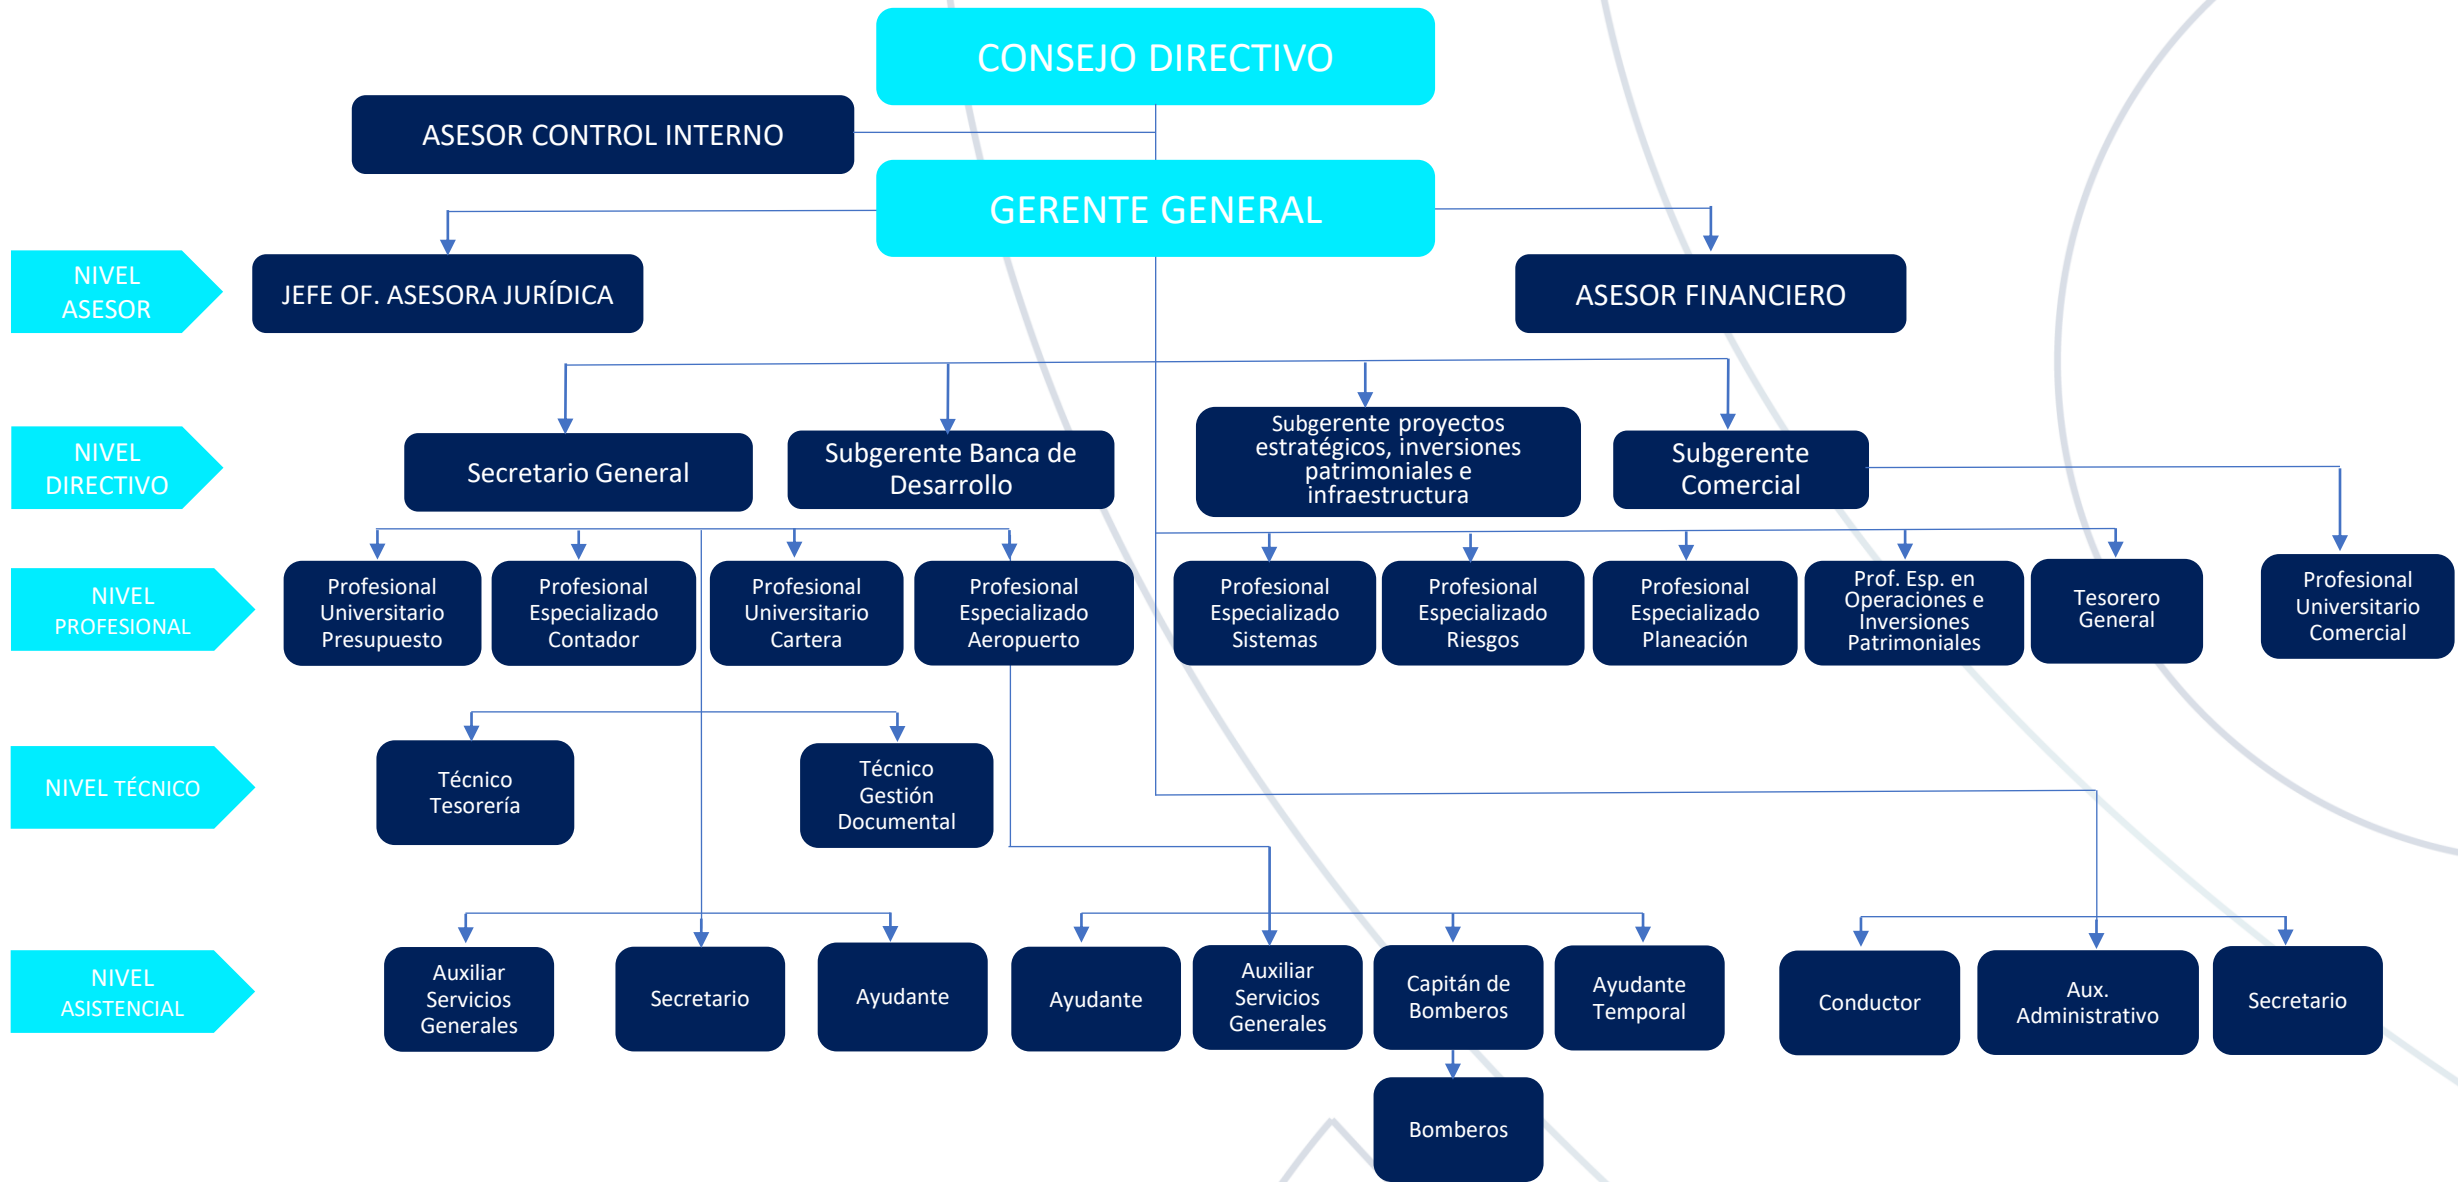 CONSEJO DIRECTIVO
ASESOR CONTROL INTERNO
GERENTE GENERAL
NIVEL
ASESOR
JEFE OF. ASESORA JURÍDICA
ASESOR FINANCIERO
NIVEL
DIRECTIVO
Secretario General
Subgerente Banca de
Desarrollo
Subgerente proyectos
estratégicos, inversiones
patrimoniales e
infraestructura
Subgerente
Comercial
NIVEL
PROFESIONAL
Profesional
Universitario
Presupuesto
Profesional
Especializado
Contador
Profesional
Universitario
Cartera
Profesional
Especializado
Aeropuerto
Profesional
Especializado
Sistemas
Profesional
Especializado
Riesgos
Profesional
Especializado
Planeación
Prof. Esp. en
Operaciones e
Inversiones
Patrimoniales
Tesorero
General
Profesional
Universitario
Comercial
NIVEL TÉCNICO
Técnico
Tesorería
Técnico
Gestión
Documental
NIVEL
ASISTENCIAL
Auxiliar
Servicios
Generales
Secretario
Ayudante
Ayudante
Auxiliar
Servicios
Generales
Capitán de
Bomberos
Ayudante
Temporal
Conductor
Aux.
Administrativo
Secretario
Bomberos